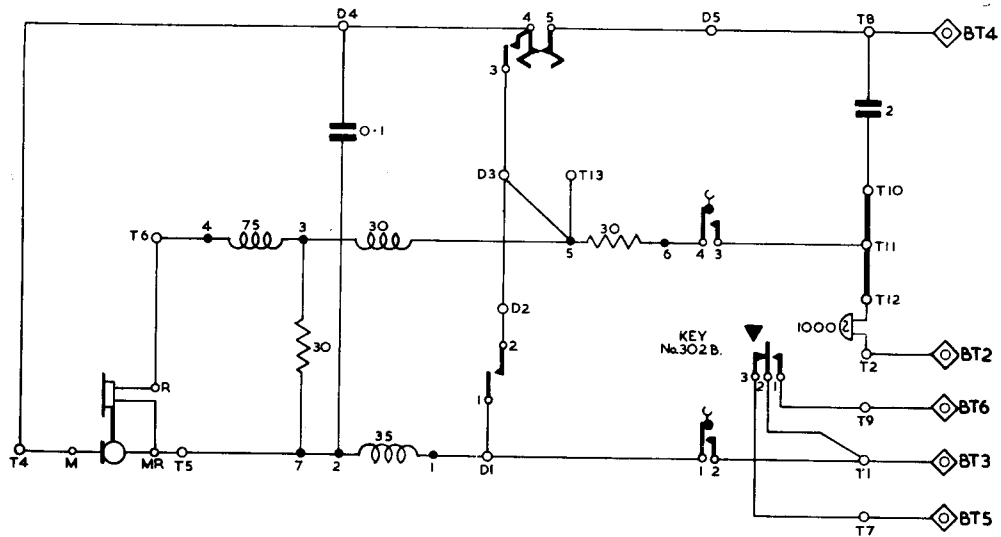 D4
4 5
D5
T8
BT4
3
2
0·1
D3
T13
T10
T6
4
75
3
30
30
5
6
4 3
T11
D2
T12
1000
2
30
KEY
No.302B.
T2
BT2
R
1
3 2 1
T9
BT6
T4
M
MR
T5
7
2
35
1
D1
1 2
T1
BT3
T7
BT5